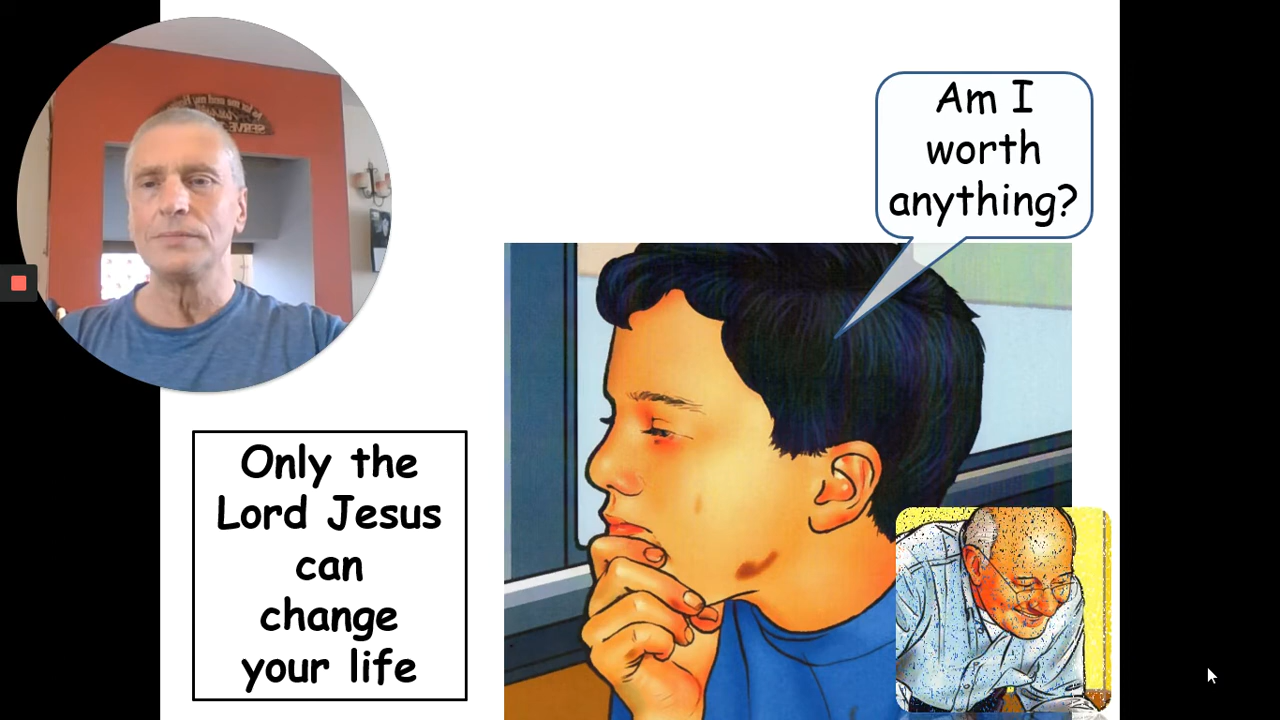 Am I
worth
anything?
Only the
Lord Jesus
can
change
your life